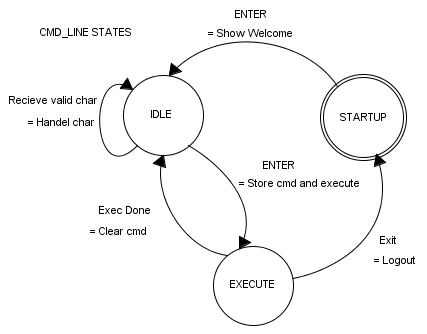 CMD_LINE STATES
ENTER
= Show Welcome
Recieve valid char
= Handel char
IDLE
STARTUP
ENTER
= Store cmd and execute
Exec Done
= Clear cmd
Exit
= Logout
EXECUTE